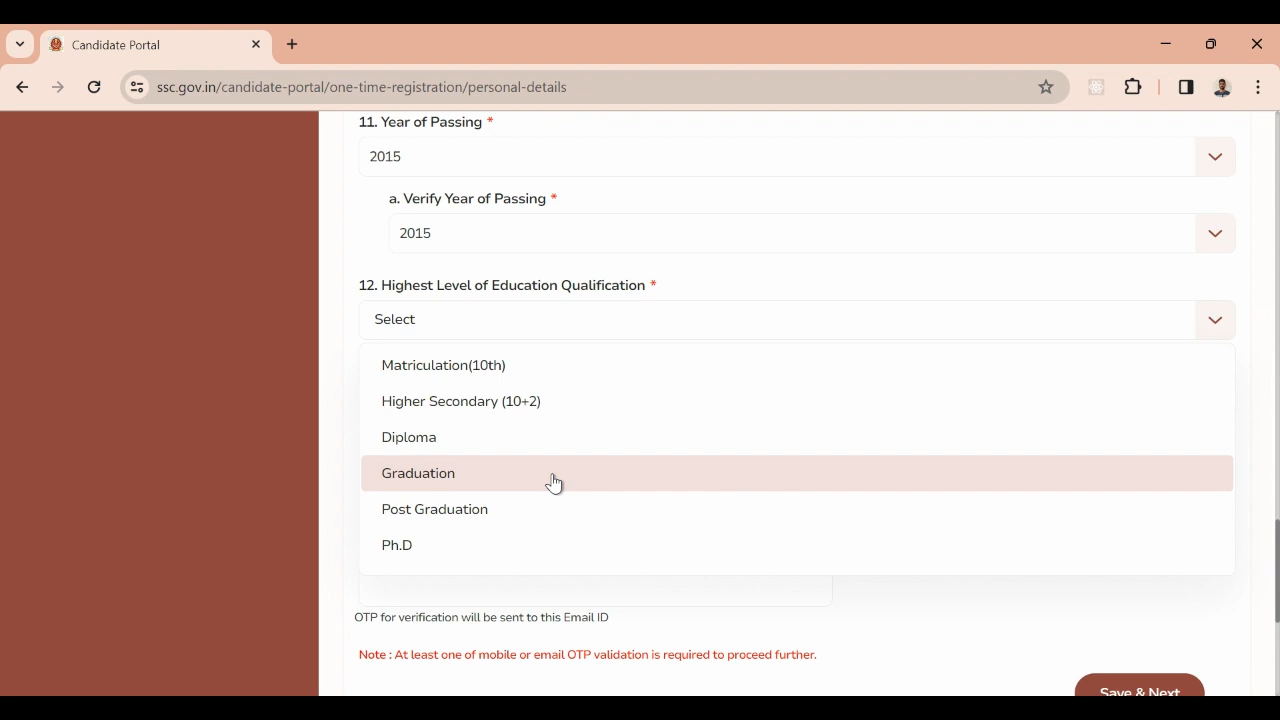 Candidate Portal
ssc.gov.in/candidate-portal/one-time-registration/personal-details
11. Year of Passing *
2015
a. Verify Year of Passing *
2015
12. Highest Level of Education Qualification *
Select
Matriculation(10th)
Higher Secondary (10+2)
Diploma
Graduation
Post Graduation
Ph.D
OTP for verification will be sent to this Email ID
Note : At least one of mobile or email OTP validation is required to proceed further.
Save & Next